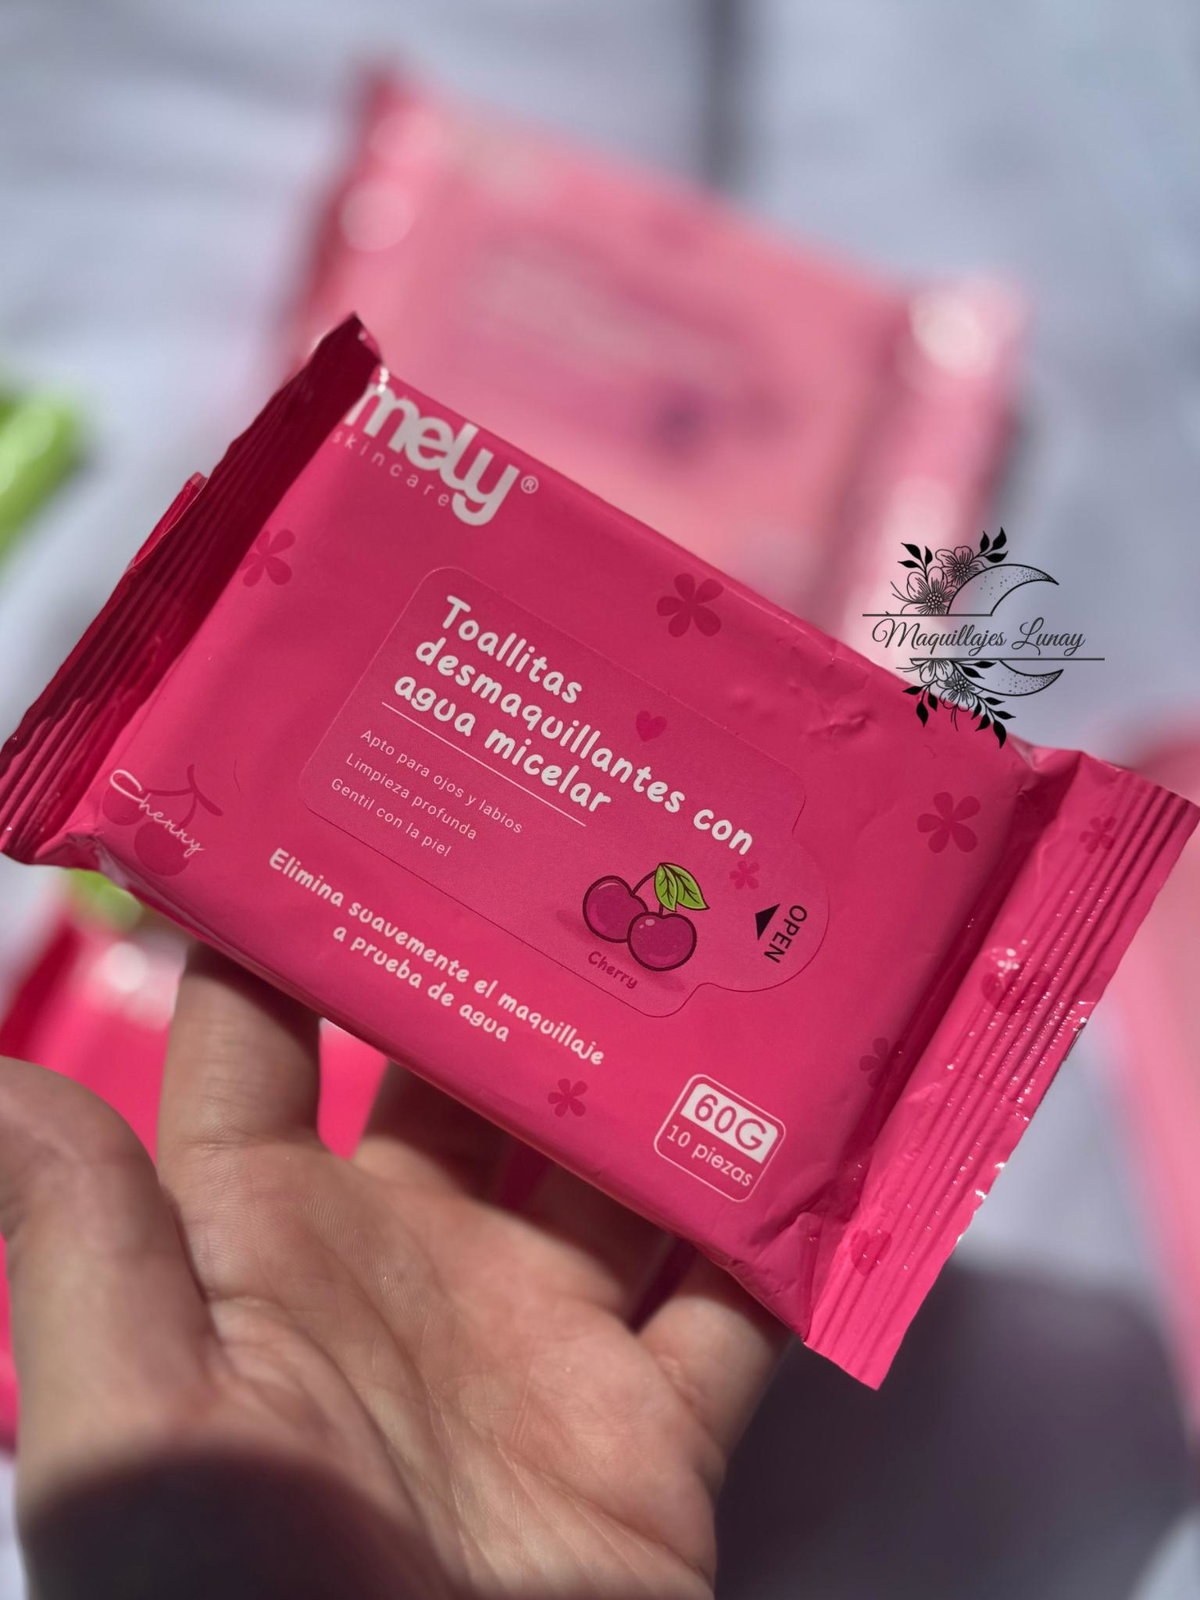 mely®
skincare
Toallitas
desmaquillantes con
agua micelar
Apto para ojos y labios
Limpieza profunda
Gentil con la piel
Cherry
OPEN
Cherry
Elimina suavemente el maquillaje
a prueba de agua
60G
10 piezas
Maquillajes Lunay